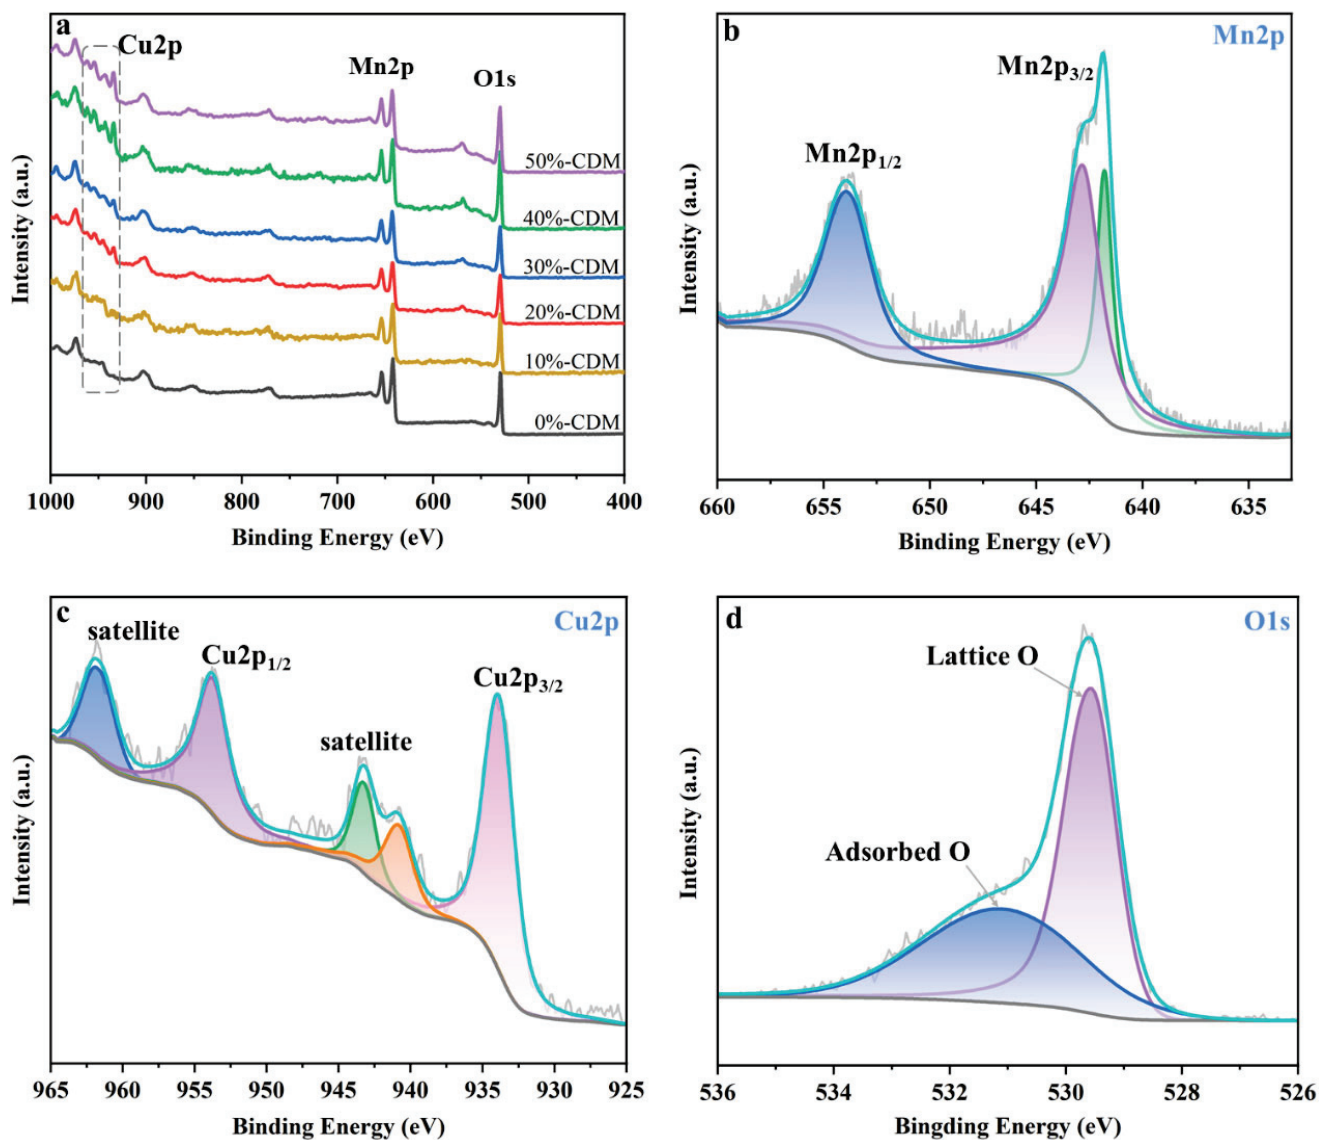 a
Cu2p
Mn2p
O1s
50%-CDM
40%-CDM
30%-CDM
20%-CDM
10%-CDM
0%-CDM
Intensity (a.u.)
1000 900 800 700 600 500 400
Binding Energy (eV)
b
Mn2p
Mn2p3/2
Mn2p1/2
Intensity (a.u.)
660 655 650 645 640 635
Binding Energy (eV)
c
Cu2p
satellite
Cu2p1/2
Cu2p3/2
satellite
Intensity (a.u.)
965 960 955 950 945 940 935 930 925
Binding Energy (eV)
d
O1s
Lattice O
Adsorbed O
Intensity (a.u.)
536 534 532 530 528 526
Bingding Energy (eV)